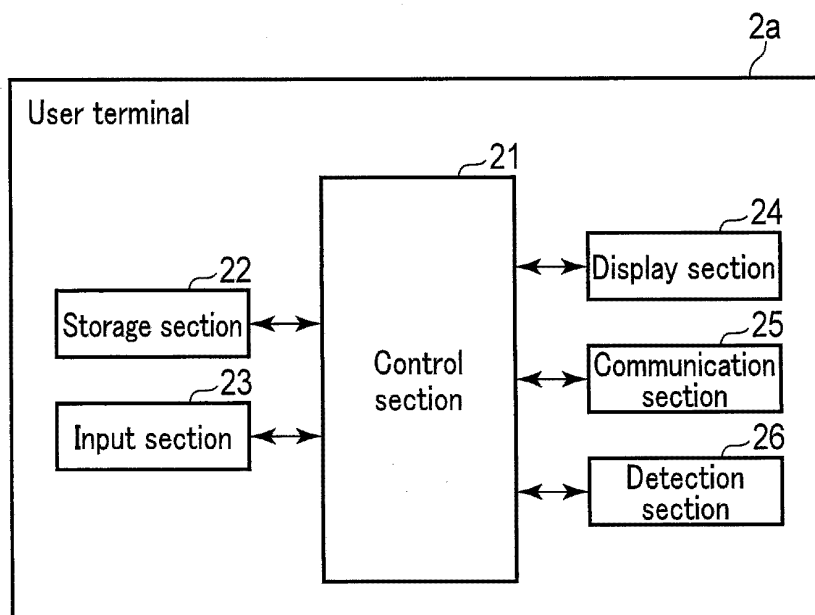 2a
User terminal
21
24
Display section
22
Storage section
25
Control
section
Communication
section
23
Input section
26
Detection
section